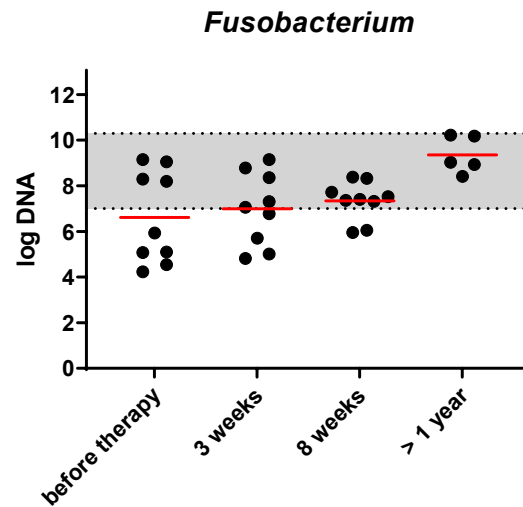 Fusobacterium
log DNA
12
10
8
6
4
2
0
before therapy
3 weeks
8 weeks
> 1 year